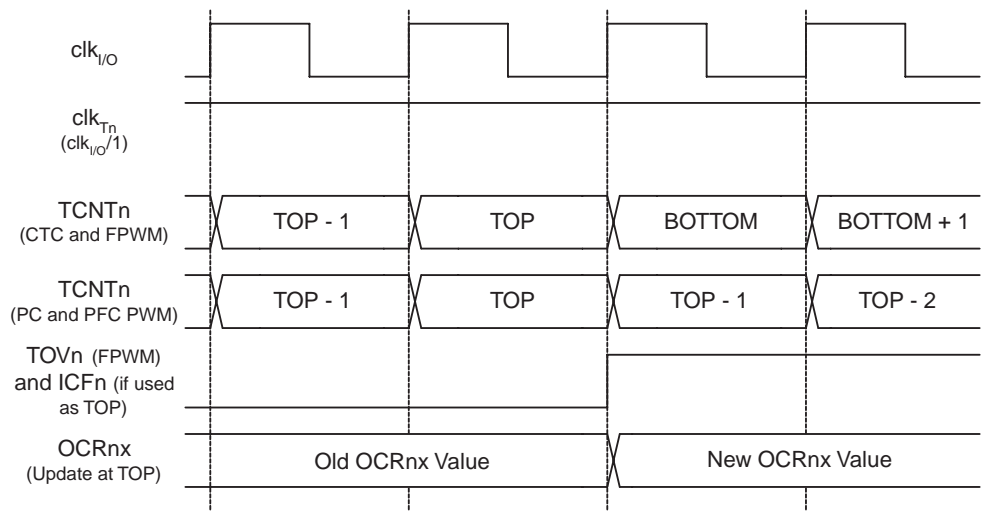 clkI/O
clkTn
(clkI/O/1)
TCNTn
(CTC and FPWM)
TOP - 1
TOP
BOTTOM
BOTTOM + 1
TCNTn
(PC and PFC PWM)
TOP - 1
TOP
TOP - 1
TOP - 2
TOVn (FPWM)
and ICFn (if used
as TOP)
OCRnx
(Update at TOP)
Old OCRnx Value
New OCRnx Value